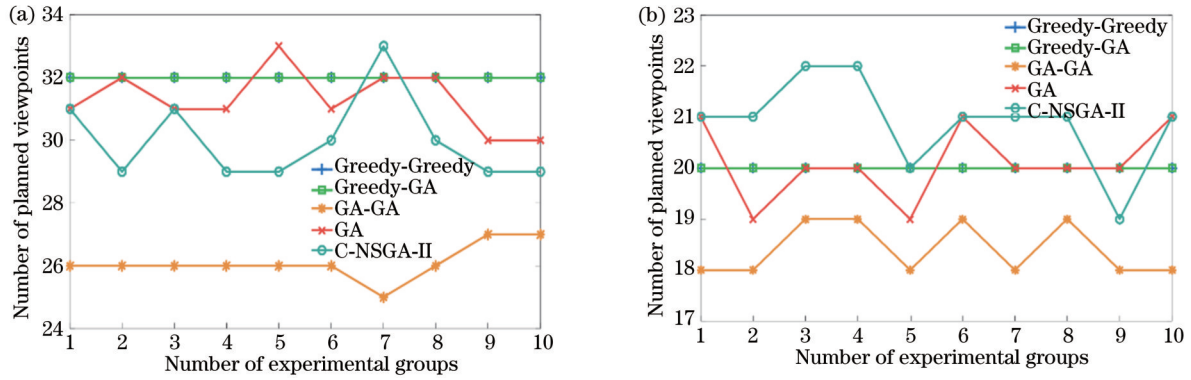 (a)
34
32
30
28
26
24
Number of planned viewpoints
Greedy-Greedy
Greedy-GA
GA-GA
GA
C-NSGA-II
1 2 3 4 5 6 7 8 9 10
Number of experimental groups
(b)
23
22
21
20
19
18
17
Number of planned viewpoints
Greedy-Greedy
Greedy-GA
GA-GA
GA
C-NSGA-II
1 2 3 4 5 6 7 8 9 10
Number of experimental groups